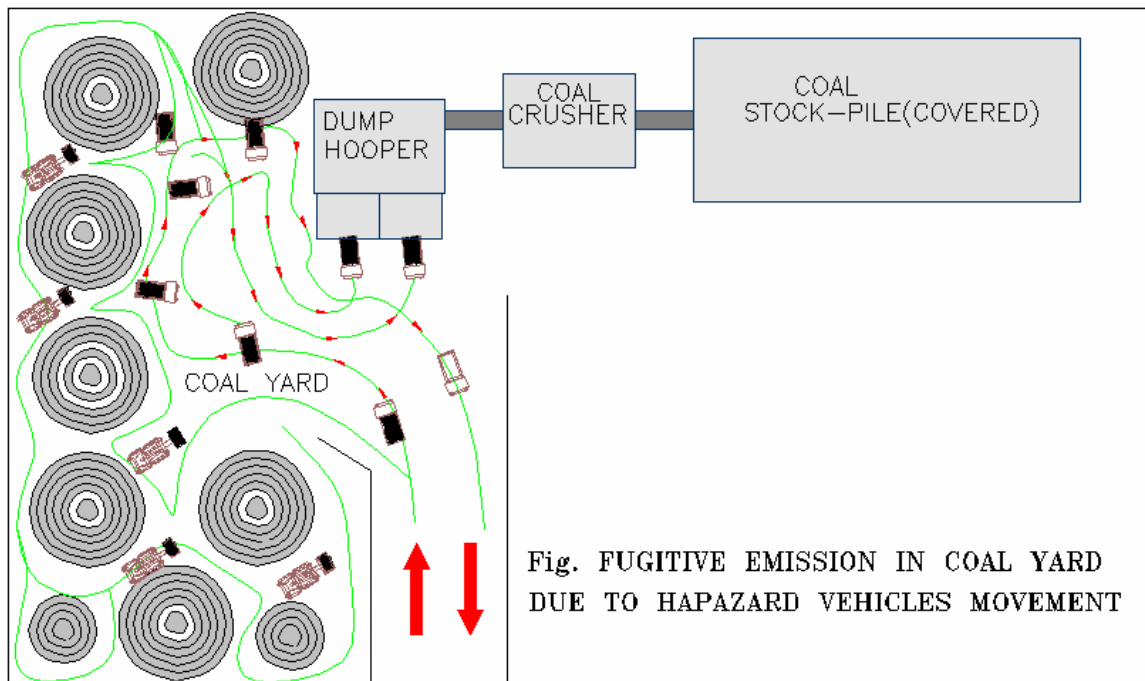 DUMP
HOOPER
COAL
CRUSHER
COAL
STOCK-PILE(COVERED)
COAL YARD
Fig. FUGITIVE EMISSION IN COAL YARD
DUE TO HAPAZARD VEHICLES MOVEMENT